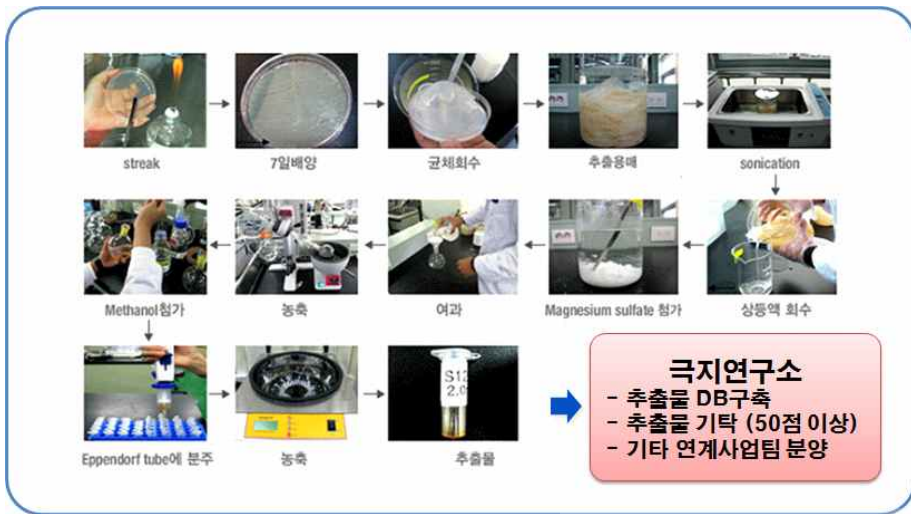 streak
7일배양
균체회수
추출용매
sonication
Methanol첨가
농축
여과
Magnesium sulfate 첨가
상등액 회수
S12
2.0
Eppendorf tube에 분주
농축
추출물
극지연구소
- 추출물 DB구축
- 추출물 기탁 (50점 이상)
- 기타 연계사업팀 분양